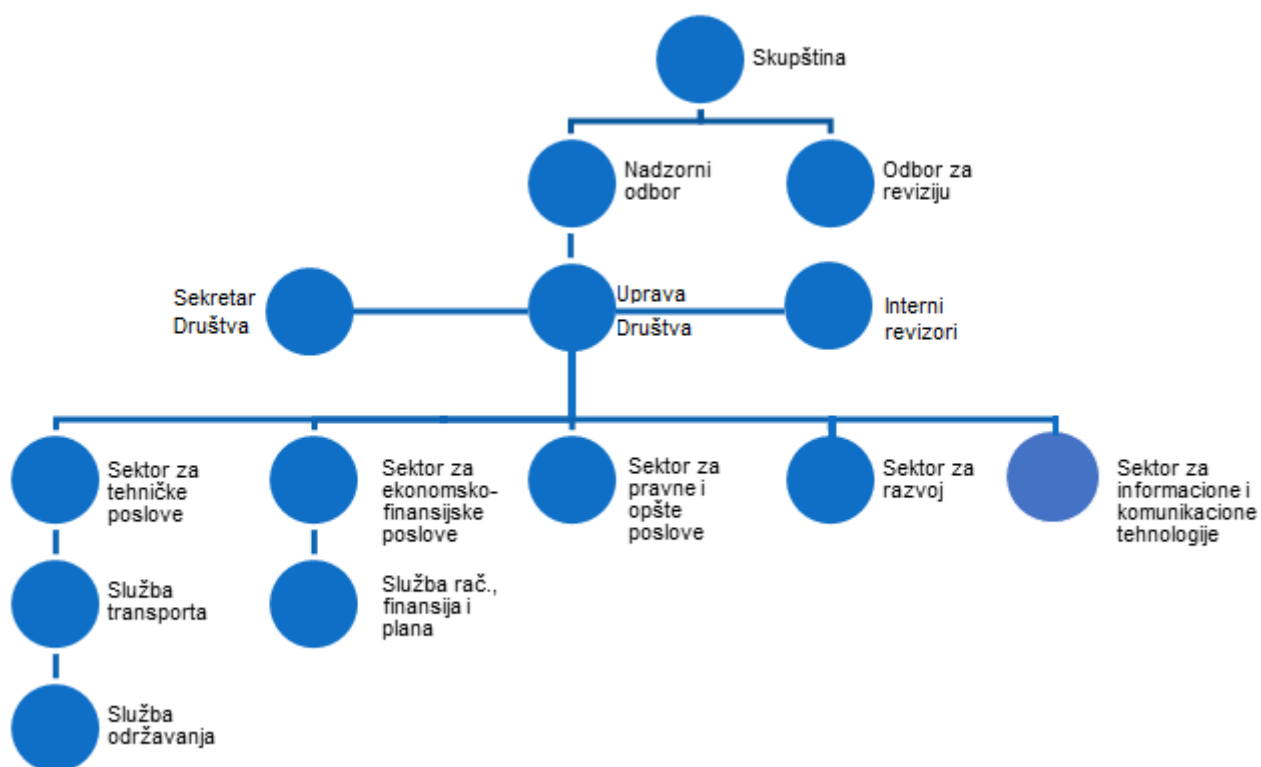 Skupština
Nadzorni
odbor
Odbor za
reviziju
Sekretar
Društva
Uprava
Društva
Interni
revizori
Sektor za
tehničke
poslove
Sektor za
ekonomsko-
finansijske
poslove
Sektor za
pravne i
opšte
poslove
Sektor za
razvoj
Sektor za
informacione i
komunikacione
tehnologije
Služba
transporta
Služba rač.,
finansija i
plana
Služba
održavanja